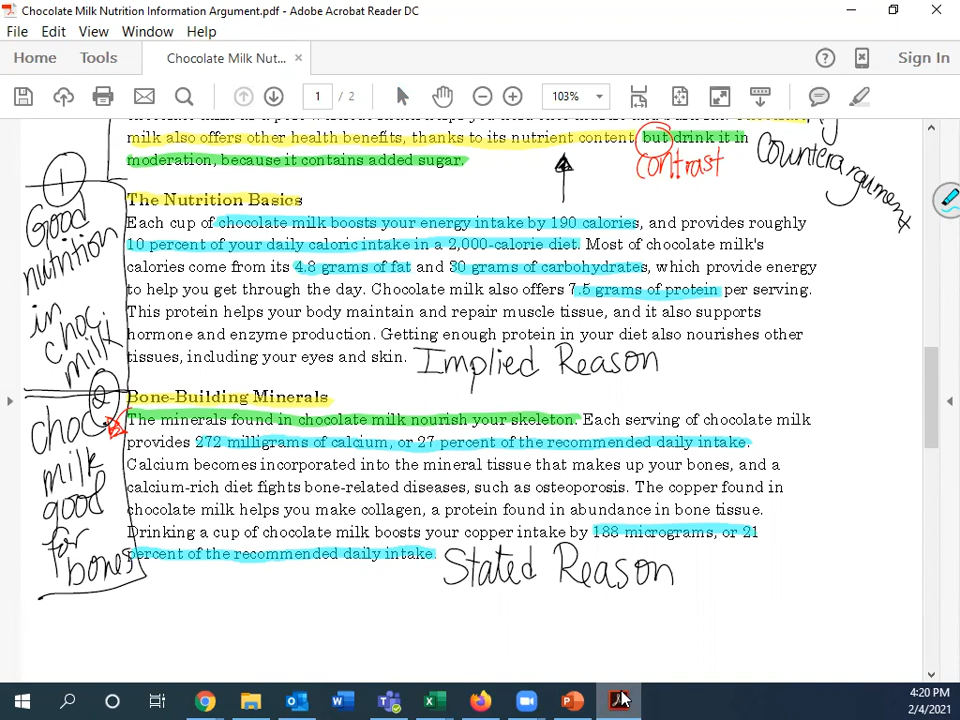 Chocolate Milk Nutrition Information Argument.pdf - Adobe Acrobat Reader DC
File Edit View Window Help
Home Tools Chocolate Milk Nut... × Sign In
1 / 2 103%
milk also offers other health benefits, thanks to its nutrient content, but drink it in
moderation, because it contains added sugar.
contrast
Counterargument
1
Good
nutrition
in
choc.
milk
The Nutrition Basics
Each cup of chocolate milk boosts your energy intake by 190 calories, and provides roughly
10 percent of your daily caloric intake in a 2,000-calorie diet. Most of chocolate milk's
calories come from its 4.8 grams of fat and 30 grams of carbohydrates, which provide energy
to help you get through the day. Chocolate milk also offers 7.5 grams of protein per serving.
This protein helps your body maintain and repair muscle tissue, and it also supports
hormone and enzyme production. Getting enough protein in your diet also nourishes other
tissues, including your eyes and skin. Implied Reason
2
choc
milk
good
for
bones
Bone-Building Minerals
The minerals found in chocolate milk nourish your skeleton. Each serving of chocolate milk
provides 272 milligrams of calcium, or 27 percent of the recommended daily intake.
Calcium becomes incorporated into the mineral tissue that makes up your bones, and a
calcium-rich diet fights bone-related diseases, such as osteoporosis. The copper found in
chocolate milk helps you make collagen, a protein found in abundance in bone tissue.
Drinking a cup of chocolate milk boosts your copper intake by 188 micrograms, or 21
percent of the recommended daily intake. Stated Reason
4:20 PM
2/4/2021